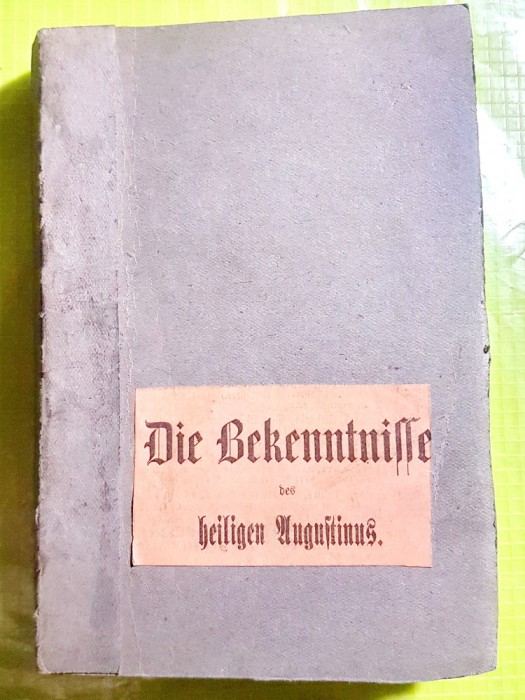 Die Bekenntniſſe
des
heiligen Auguſtinus.